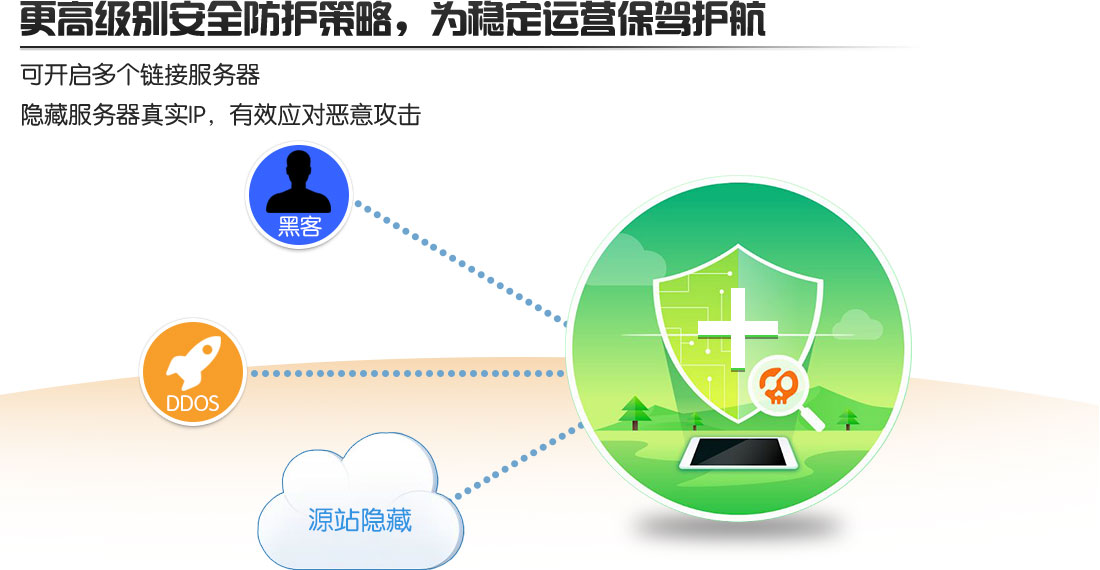 更高级别安全防护策略，为稳定运营保驾护航
可开启多个链接服务器
隐藏服务器真实IP，有效应对恶意攻击
黑客
DDOS
源站隐藏